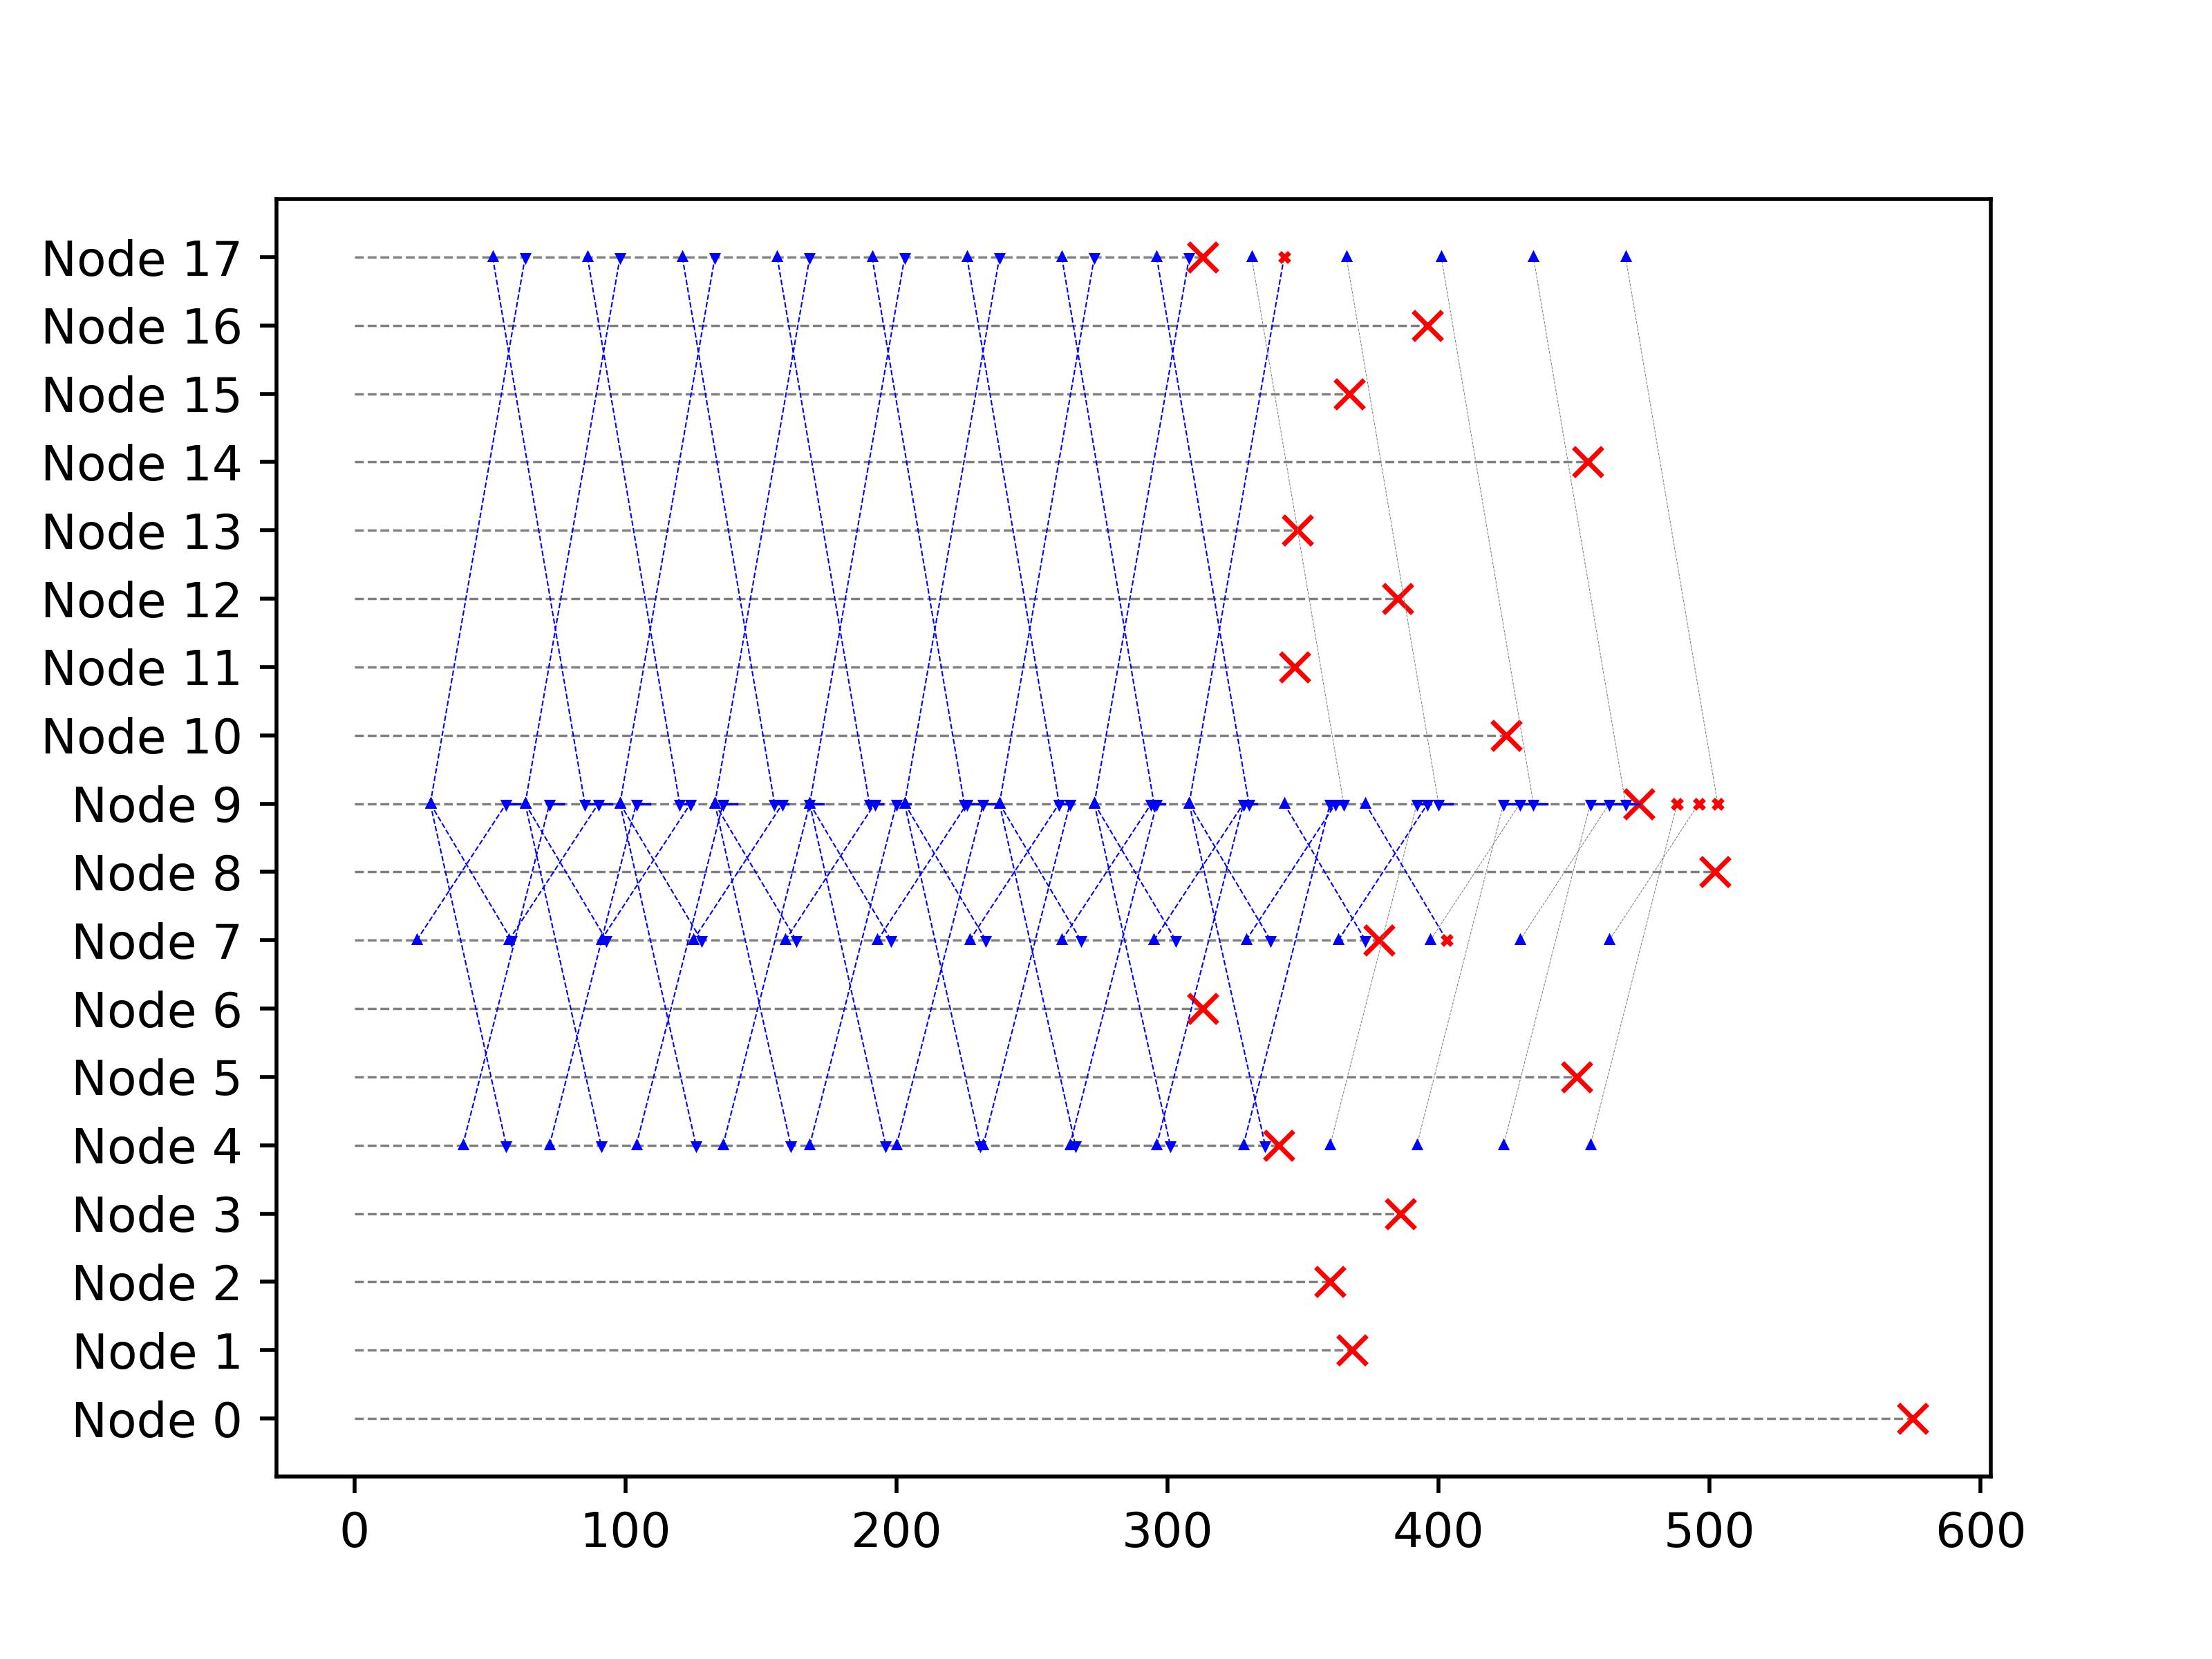 Node 17
Node 16
Node 15
Node 14
Node 13
Node 12
Node 11
Node 10
Node 9
Node 8
Node 7
Node 6
Node 5
Node 4
Node 3
Node 2
Node 1
Node 0
0 100 200 300 400 500 600